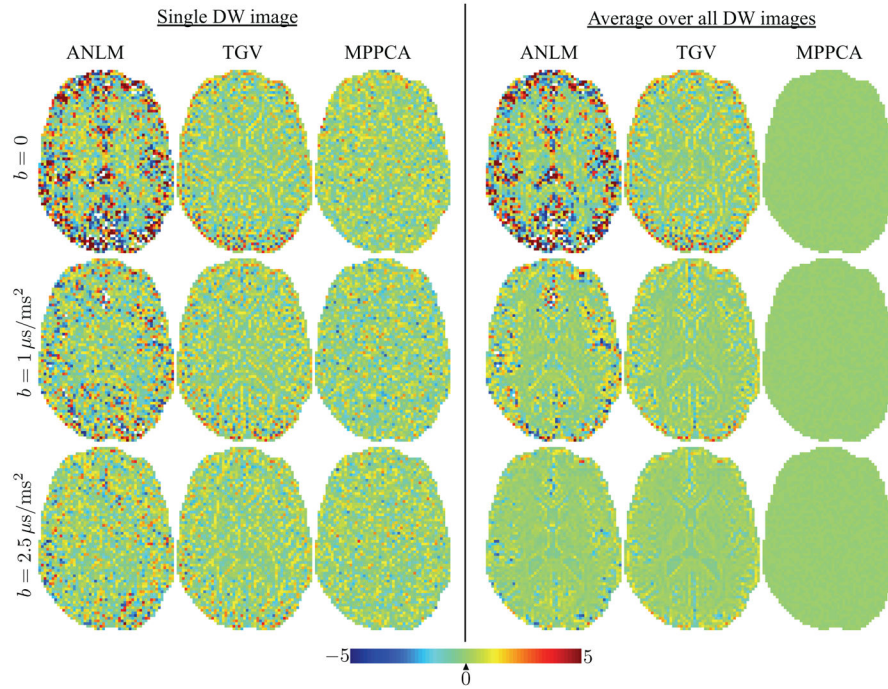 Single DW image
Average over all DW images
ANLM TGV MPPCA
ANLM TGV MPPCA
b = 0
b = 1 μs/ms²
b = 2.5 μs/ms²
−5 5
0